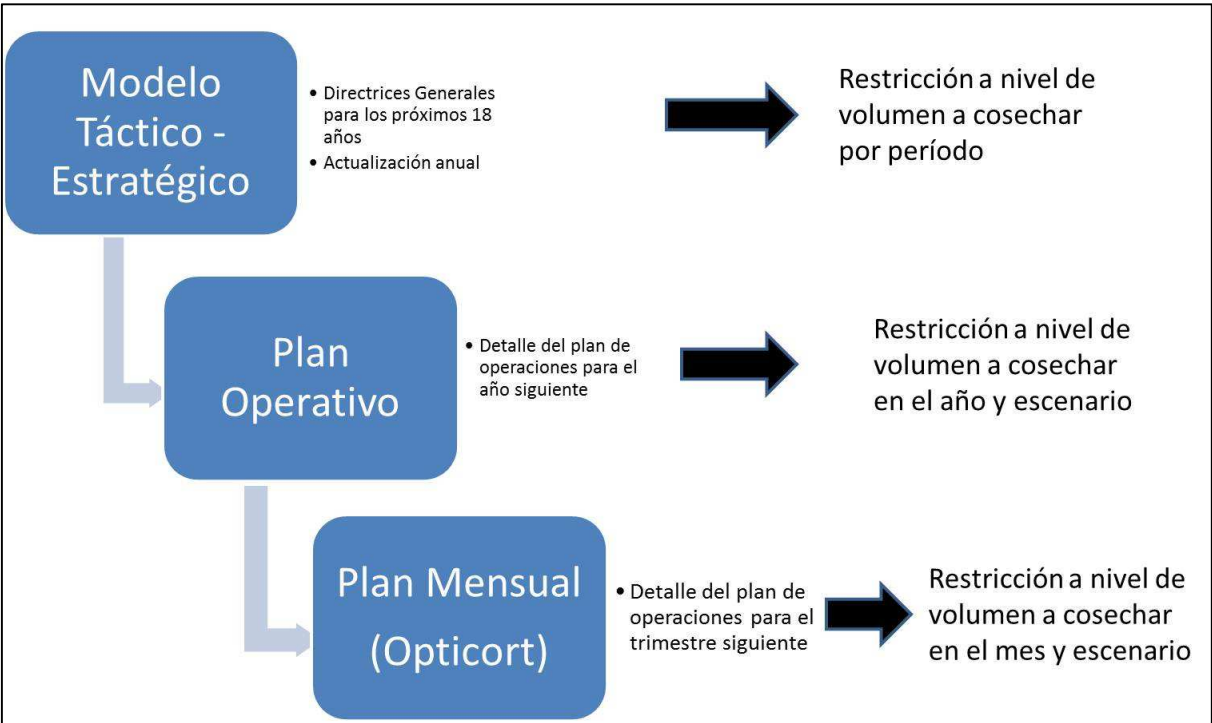 Modelo
Táctico -
Estratégico
• Directrices Generales
para los próximos 18
años
• Actualización anual
Restricción a nivel de
volumen a cosechar
por período
Plan
Operativo
• Detalle del plan de
operaciones para el
año siguiente
Restricción a nivel de
volumen a cosechar
en el año y escenario
Plan Mensual
(Opticort)
• Detalle del plan de
operaciones para el
trimestre siguiente
Restricción a nivel de
volumen a cosechar
en el mes y escenario